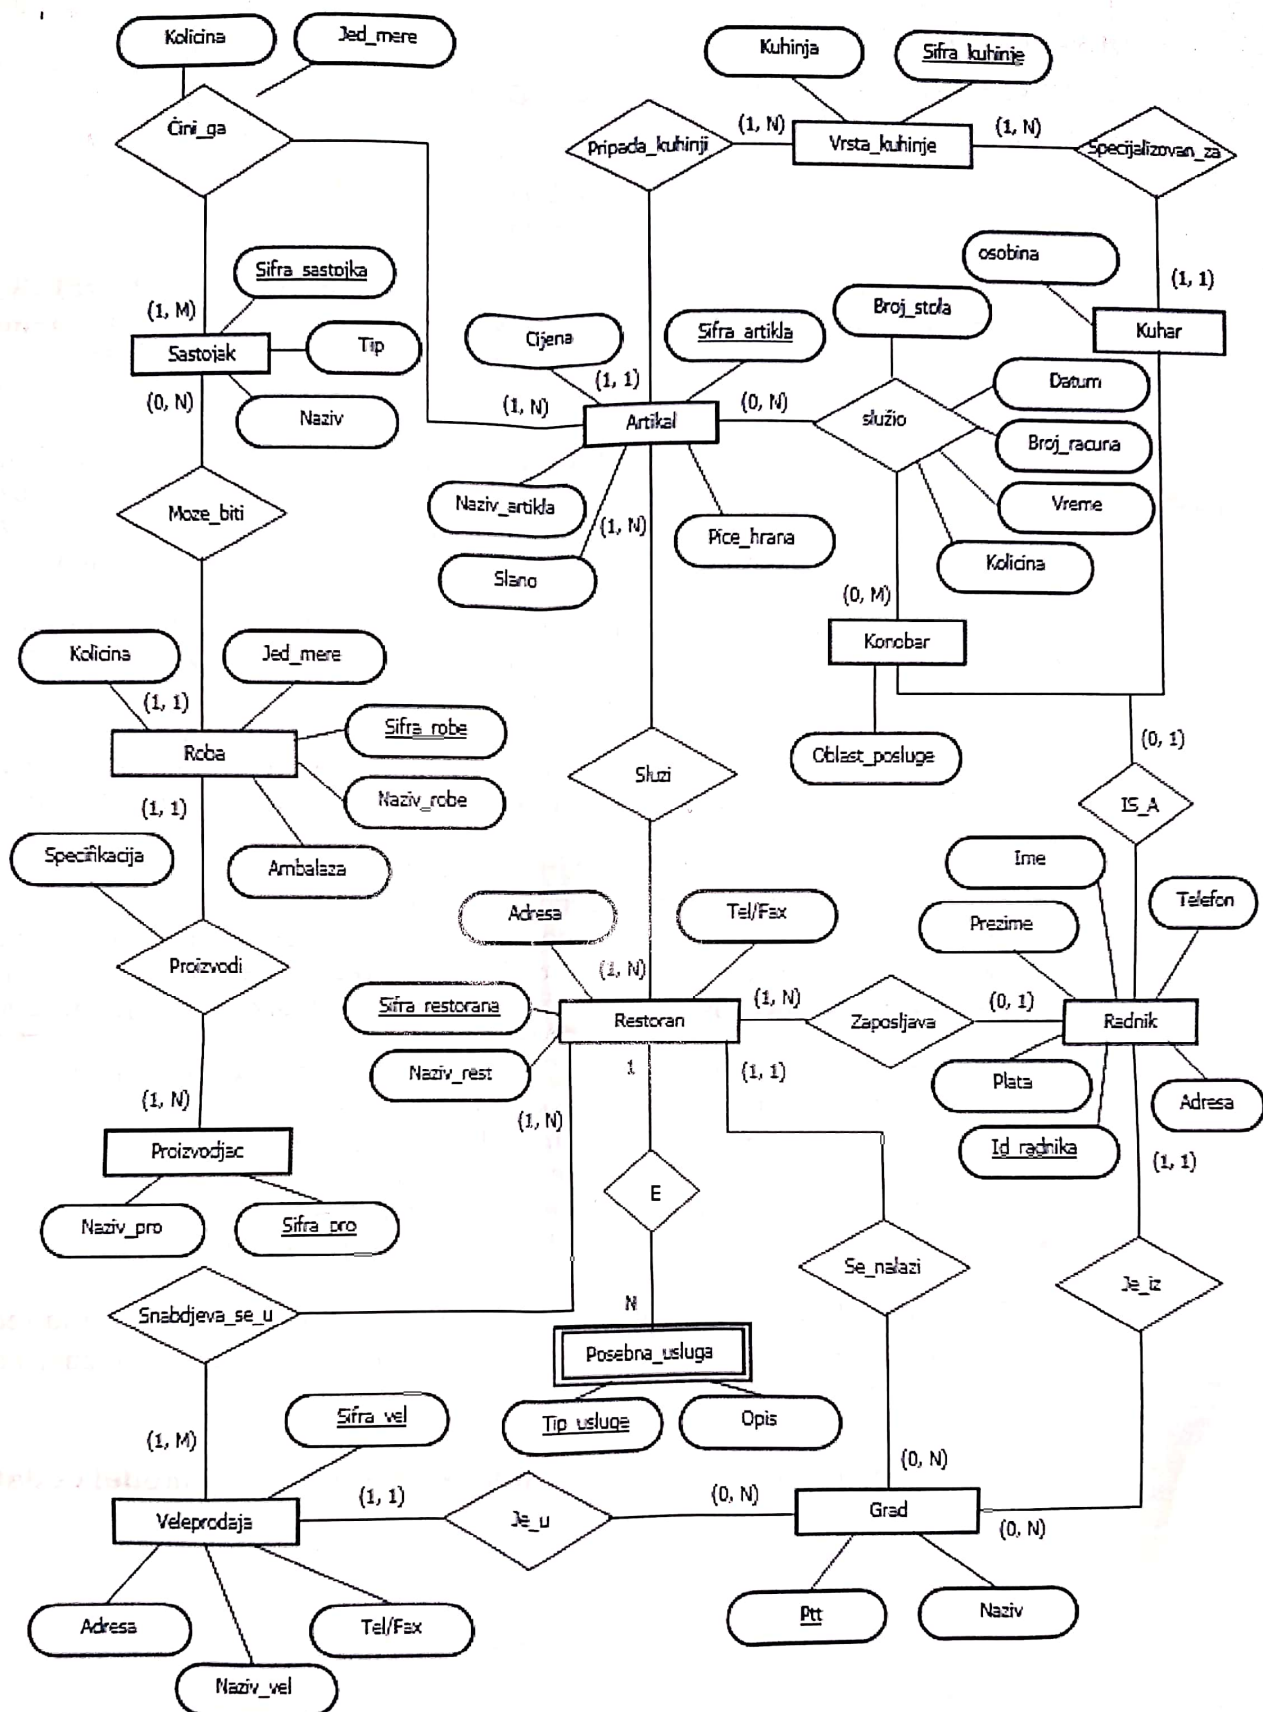 Kolicina
Jed_mere
Kuhinja
Sifra_kuhinje
Čini_ga
Pripada_kuhinji
(1, N)
Vrsta_kuhinje
(1, N)
Specijalizovan_za
Sifra_sastojka
osobina
(1, 1)
(1, M)
Broj_stola
Sastojak
Tip
Cijena
Sifra_artikla
Kuhar
(0, N)
Naziv
(1, N)
(1, 1)
Artikal
(0, N)
služio
Datum
Broj_racuna
Moze_biti
Naziv_artikla
(1, N)
Pice_hrana
Vreme
Slano
Kolicina
(0, M)
Konobar
Kolicina
Jed_mere
(1, 1)
Sifra_robe
Roba
Naziv_robe
(1, 1)
Sluzi
Oblast_posluge
(0, 1)
IS_A
Specifikacija
Ambalaza
Ime
Adresa
Tel/Fax
Prezime
Telefon
Proizvodi
(1, N)
Sifra_restorana
Restoran
(1, N)
Zaposljava
(0, 1)
Radnik
Naziv_rest
1
(1, 1)
Plata
Adresa
(1, N)
(1, N)
Proizvodjac
Id_radnika
(1, 1)
Naziv_pro
Sifra_pro
E
Se_nalazi
Je_iz
Snabdjeva_se_u
N
Posebna_usluga
Sifra_vel
Tip_usluge
Opis
(1, M)
(0, N)
Veleprodaja
(1, 1)
Je_u
(0, N)
Grad
(0, N)
Adresa
Tel/Fax
Ptt
Naziv
Naziv_vel